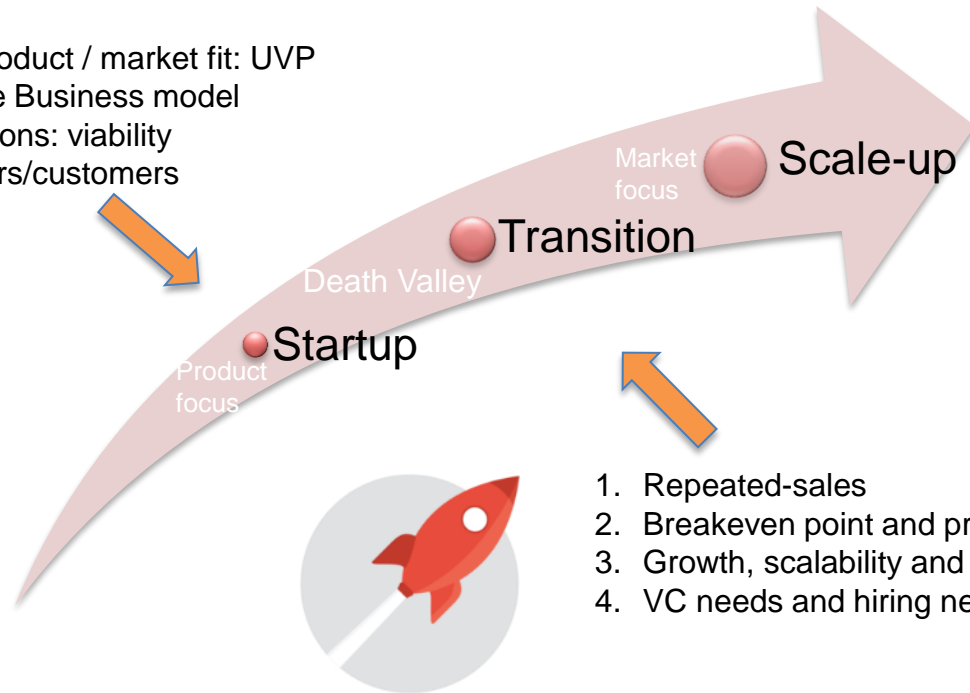 oduct / market fit: UVP
e Business model
ons: viability
rs/customers
Market
focus
Scale-up
Transition
Death Valley
Startup
Product
focus
1. Repeated-sales
2. Breakeven point and pr
3. Growth, scalability and
4. VC needs and hiring ne